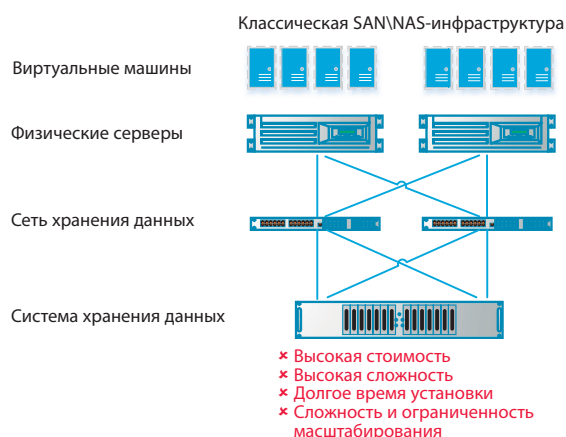 Классическая SAN\NAS-инфраструктура
Виртуальные машины
Физические серверы
Сеть хранения данных
Система хранения данных
× Высокая стоимость
× Высокая сложность
× Долгое время установки
× Сложность и ограниченность
масштабирования